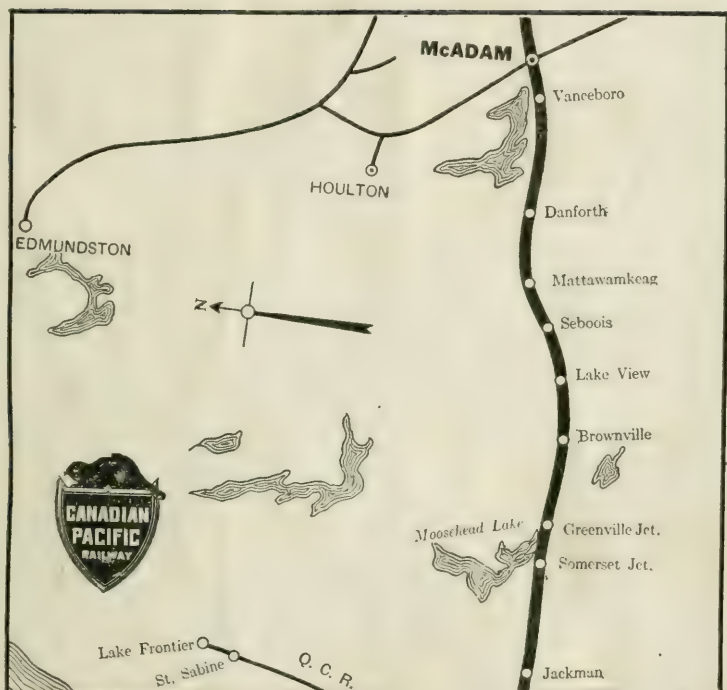 McADAM
Vanceboro
HOULTON
Danforth
EDMUNDSTON
N
Mattawamkeag
Seboois
Lake View
Brownville
CANADIAN
PACIFIC
RAILWAY
Moosehead Lake
Greenville Jct.
Somerset Jct.
Lake Frontier
St. Sabine
Q. C. R.
Jackman